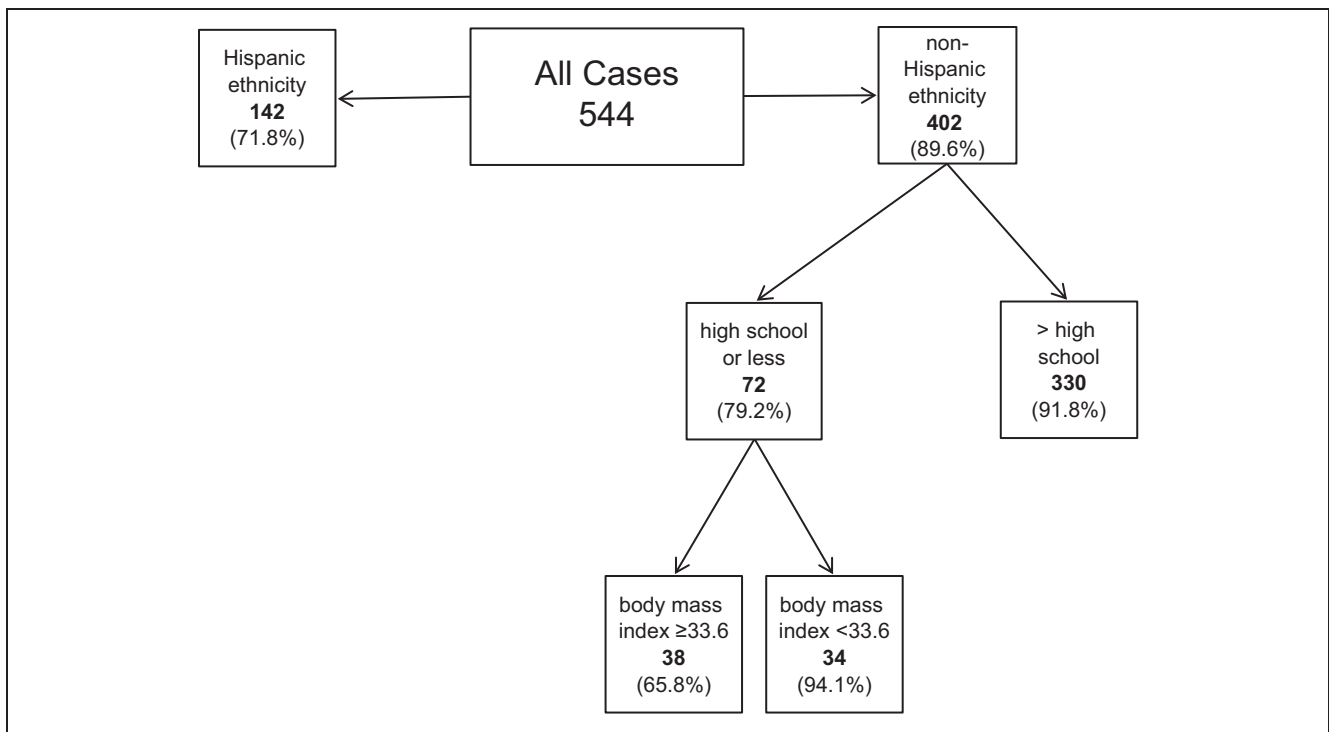 Hispanic
ethnicity
142
(71.8%)
All Cases
544
non-
Hispanic
ethnicity
402
(89.6%)
high school
or less
72
(79.2%)
> high
school
330
(91.8%)
body mass
index ≥33.6
38
(65.8%)
body mass
index <33.6
34
(94.1%)